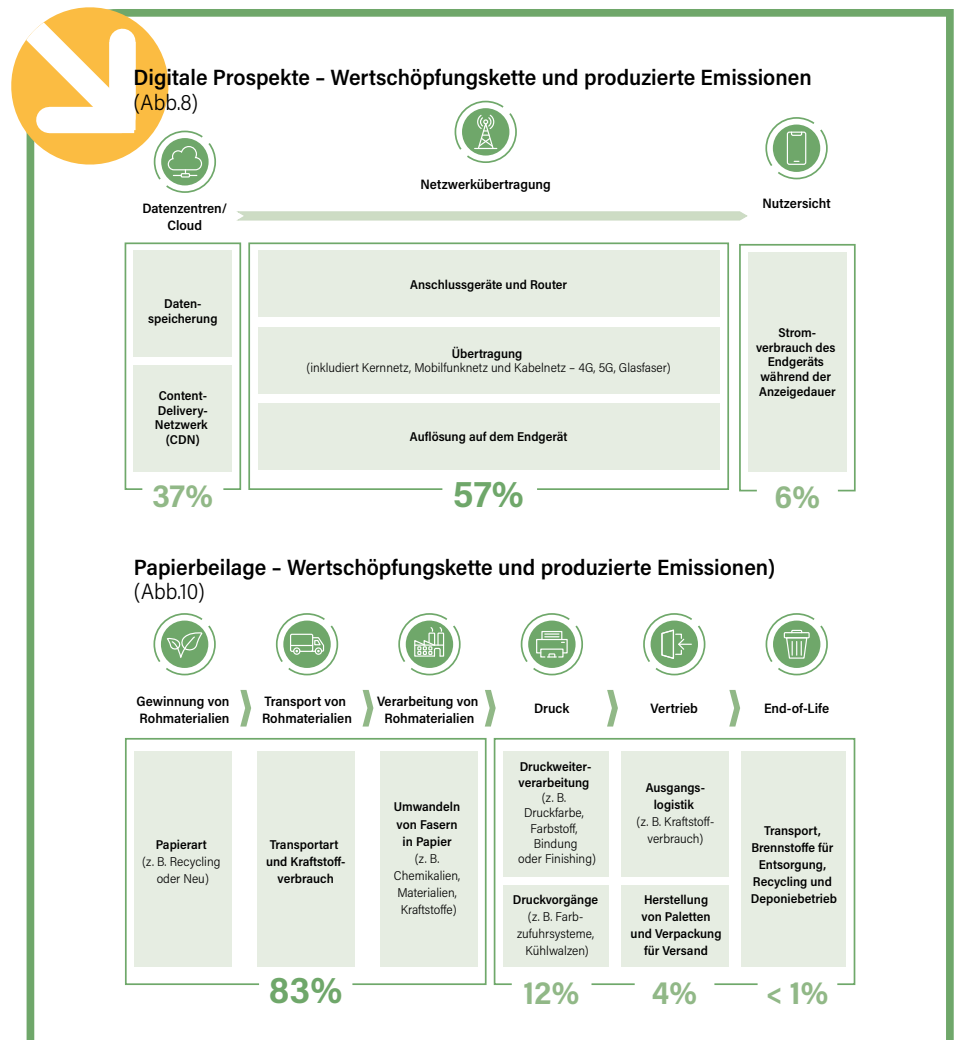 Digitale Prospekte – Wertschöpfungskette und produzierte Emissionen
(Abb.8)
Datenzentren/
Cloud
Netzwerkübertragung
Nutzersicht
Daten-
speicherung
Content-
Delivery-
Netzwerk
(CDN)
37%
Anschlussgeräte und Router
Übertragung
(inkludiert Kernnetz, Mobilfunknetz und Kabelnetz – 4G, 5G, Glasfaser)
Auflösung auf dem Endgerät
57%
Strom-
verbrauch des
Endgeräts
während der
Anzeigedauer
6%
Papierbeilage – Wertschöpfungskette und produzierte Emissionen)
(Abb.10)
Gewinnung von
Rohmaterialien
Transport von
Rohmaterialien
Verarbeitung von
Rohmaterialien
Druck
Vertrieb
End-of-Life
Papierart
(z. B. Recycling
oder Neu)
Transportart
und Kraftstoff-
verbrauch
Umwandeln
von Fasern
in Papier
(z. B.
Chemikalien,
Materialien,
Kraftstoffe)
83%
Druckweiter-
verarbeitung
(z. B.
Druckfarbe,
Farbstoff,
Bindung
oder Finishing)
Druckvorgänge
(z. B. Farb-
zufuhrsysteme,
Kühlwalzen)
12%
Ausgangs-
logistik
(z. B. Kraftstoff-
verbrauch)
Herstellung
von Paletten
und Verpackung
für Versand
4%
Transport,
Brennstoffe für
Entsorgung,
Recycling und
Deponiebetrieb
< 1%